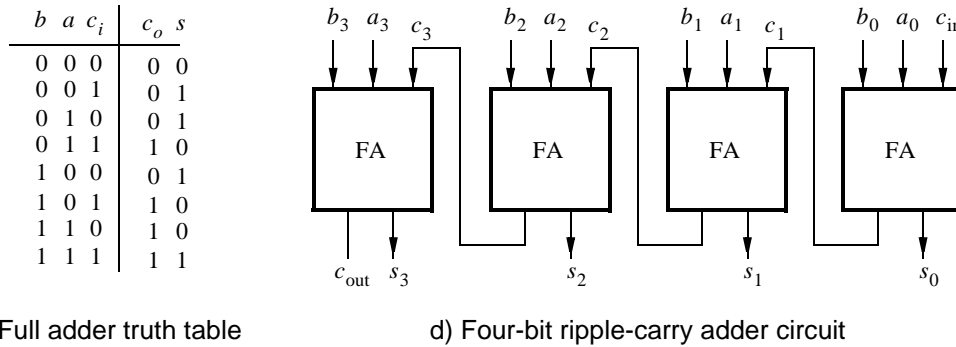 b a c_i c_o s
0 0 0 0 0
0 0 1 0 1
0 1 0 0 1
0 1 1 1 0
1 0 0 0 1
1 0 1 1 0
1 1 0 1 0
1 1 1 1 1
b_3 a_3 c_3 b_2 a_2 c_2 b_1 a_1 c_1 b_0 a_0 c_in
FA FA FA FA
c_out s_3 s_2 s_1 s_0
Full adder truth table
d) Four-bit ripple-carry adder circuit